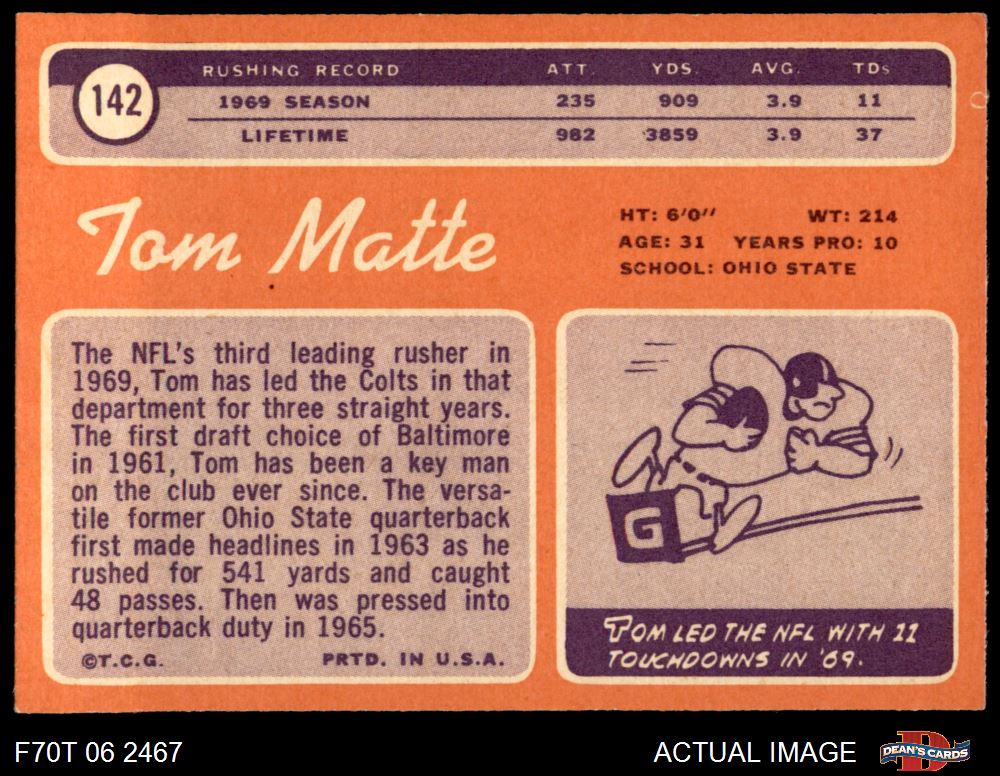 142
RUSHING RECORD ATT. YDS. AVG. TDs
1969 SEASON 235 909 3.9 11
LIFETIME 982 3859 3.9 37
Tom Matte
HT: 6'0" WT: 214
AGE: 31 YEARS PRO: 10
SCHOOL: OHIO STATE
The NFL's third leading rusher in
1969, Tom has led the Colts in that
department for three straight years.
The first draft choice of Baltimore
in 1961, Tom has been a key man
on the club ever since. The versa-
tile former Ohio State quarterback
first made headlines in 1963 as he
rushed for 541 yards and caught
48 passes. Then was pressed into
quarterback duty in 1965.
©T.C.G. PRTD. IN U.S.A.
G
TOM LED THE NFL WITH 11
TOUCHDOWNS IN '69.
F70T 06 2467
ACTUAL IMAGE
D
DEAN'S CARDS